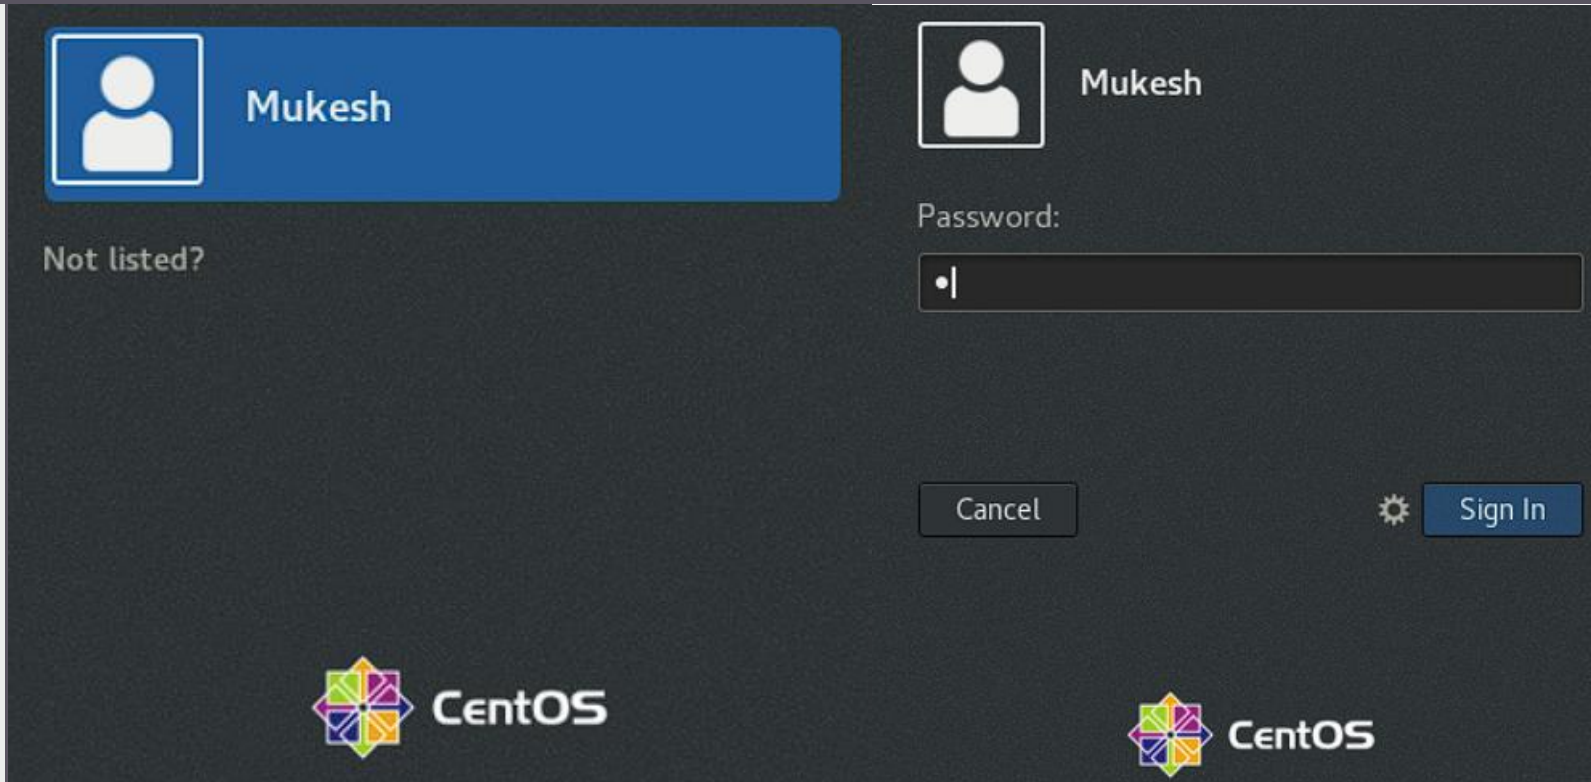 Mukesh
Not listed?
CentOS
Mukesh
Password:
Cancel
Sign In
CentOS